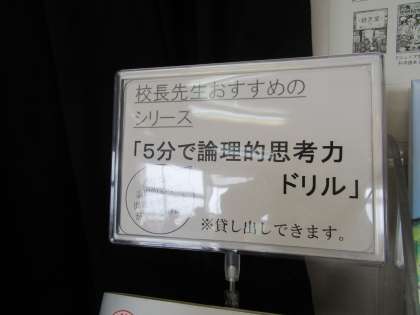 校長先生おすすめの
シリーズ
「５分で論理的思考力
ドリル」
※貸し出しできます。